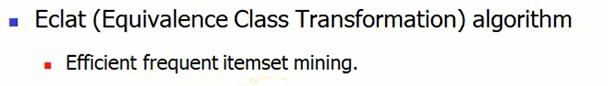 Eclat (Equivalence Class Transformation) algorithm
Efficient frequent itemset mining.